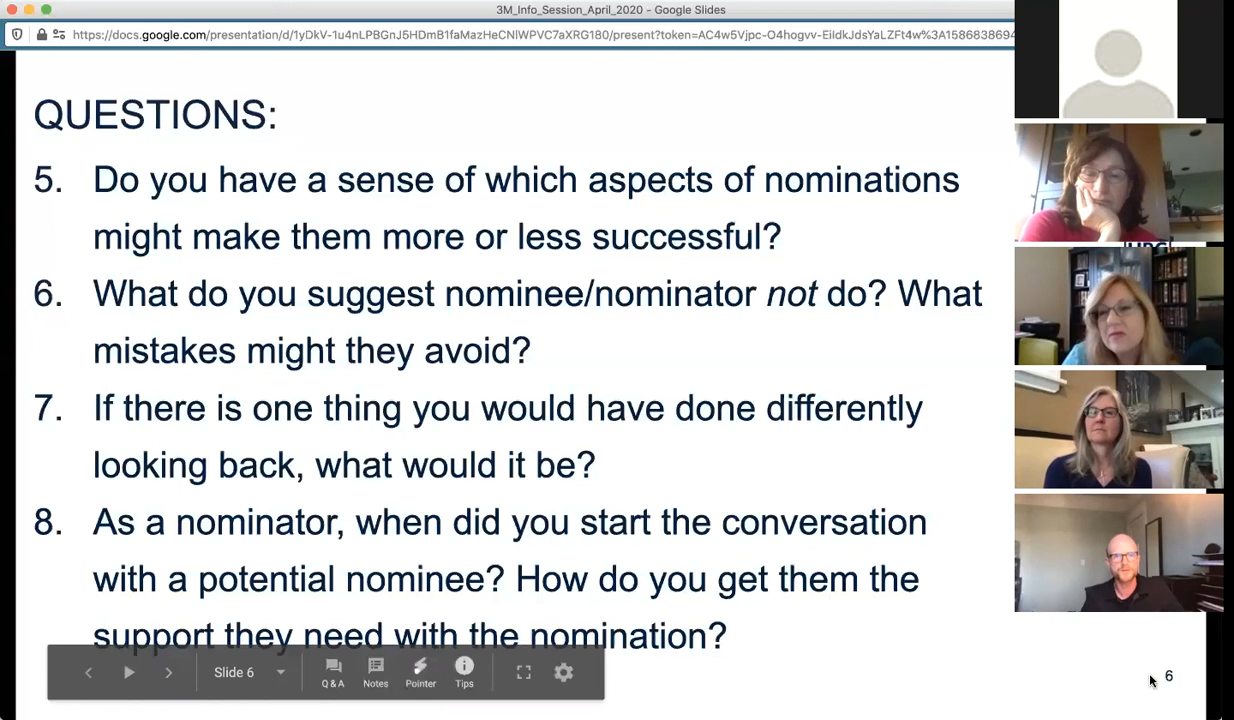 3M_Info_Session_April_2020 - Google Slides
https://docs.google.com/presentation/d/1yDkV-1u4nLPBGnJ5HDmB1faMazHeCNlWPVC7aXRG180/present?token=AC4w5Vjpc-O4hogvv-EiIdkJdsYaLZFt4w%3A1586838694
QUESTIONS:
5. Do you have a sense of which aspects of nominations
might make them more or less successful?
6. What do you suggest nominee/nominator not do? What
mistakes might they avoid?
7. If there is one thing you would have done differently
looking back, what would it be?
8. As a nominator, when did you start the conversation
with a potential nominee? How do you get them the
support they need with the nomination?
Slide 6
Q & A
Notes
Pointer
Tips
6